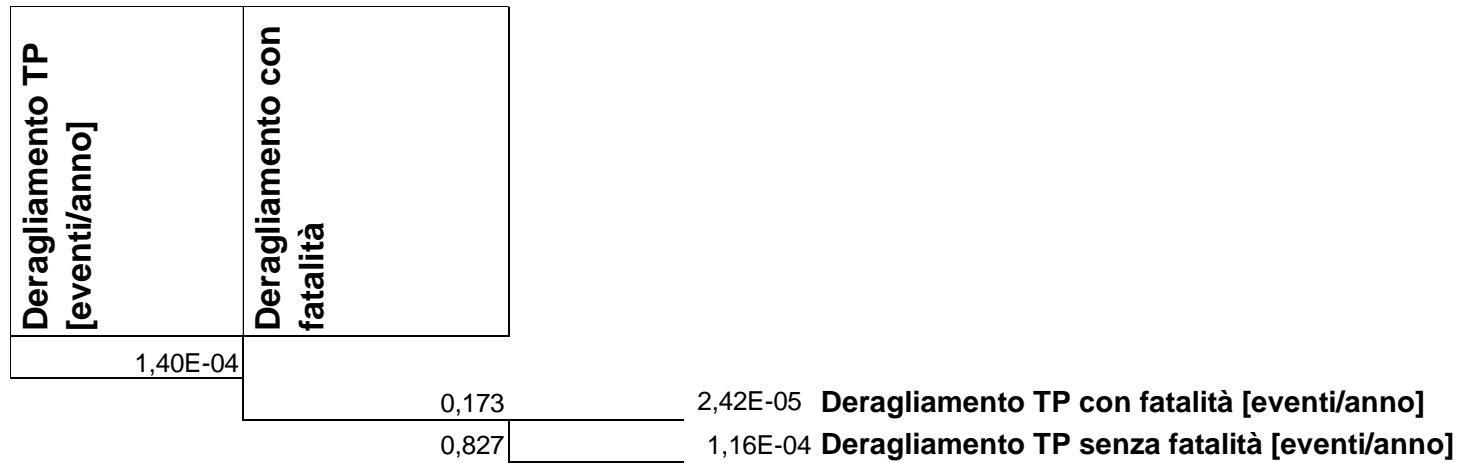 Deragliamento TP
[eventi/anno]
Deragliamento con
fatalità
1,40E-04
0,173 2,42E-05 Deragliamento TP con fatalità [eventi/anno]
0,827 1,16E-04 Deragliamento TP senza fatalità [eventi/anno]